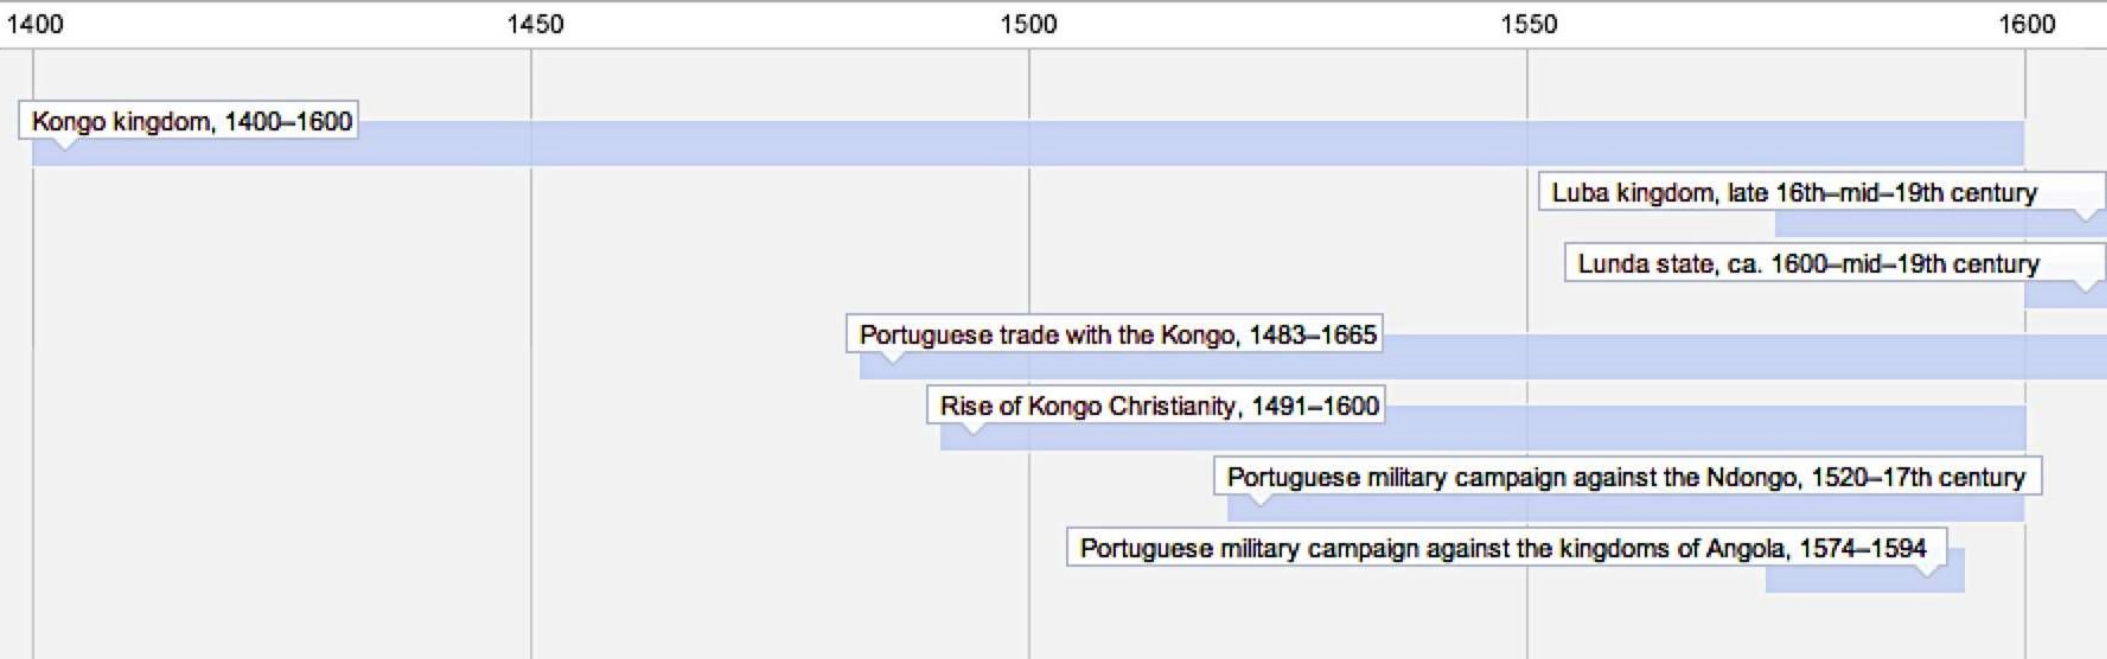 1400 1450 1500 1550 1600
Kongo kingdom, 1400–1600
Luba kingdom, late 16th–mid–19th century
Lunda state, ca. 1600–mid–19th century
Portuguese trade with the Kongo, 1483–1665
Rise of Kongo Christianity, 1491–1600
Portuguese military campaign against the Ndongo, 1520–17th century
Portuguese military campaign against the kingdoms of Angola, 1574–1594